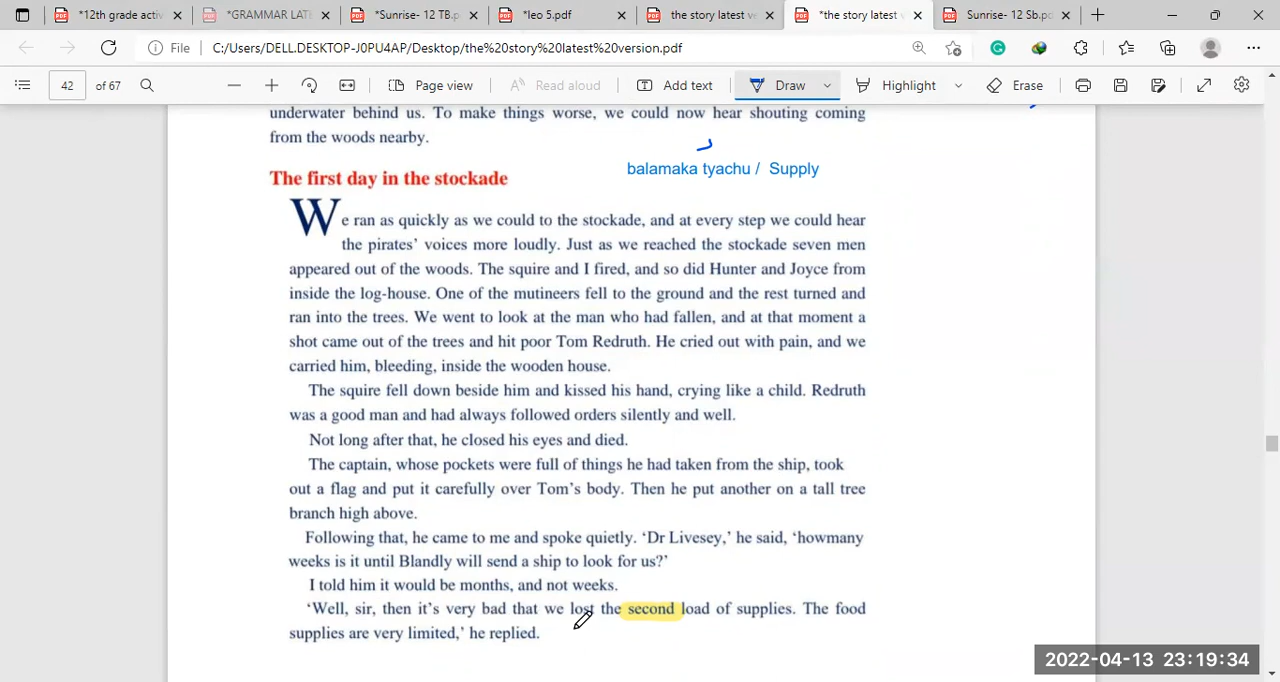 *12th grade activ
*GRAMMAR LATE
*Sunrise- 12 TB.p
*leo 5.pdf
the story latest v
*the story latest v
Sunrise- 12 Sb.pd
File C:/Users/DELL.DESKTOP-J0PU4AP/Desktop/the%20story%20latest%20version.pdf
42 of 67 Page view Read aloud Add text Draw Highlight Erase
underwater behind us. To make things worse, we could now hear shouting coming
from the woods nearby.
balamaka tyachu / Supply
The first day in the stockade
We ran as quickly as we could to the stockade, and at every step we could hear
the pirates’ voices more loudly. Just as we reached the stockade seven men
appeared out of the woods. The squire and I fired, and so did Hunter and Joyce from
inside the log-house. One of the mutineers fell to the ground and the rest turned and
ran into the trees. We went to look at the man who had fallen, and at that moment a
shot came out of the trees and hit poor Tom Redruth. He cried out with pain, and we
carried him, bleeding, inside the wooden house.
The squire fell down beside him and kissed his hand, crying like a child. Redruth
was a good man and had always followed orders silently and well.
Not long after that, he closed his eyes and died.
The captain, whose pockets were full of things he had taken from the ship, took
out a flag and put it carefully over Tom’s body. Then he put another on a tall tree
branch high above.
Following that, he came to me and spoke quietly. ‘Dr Livesey,’ he said, ‘howmany
weeks is it until Blandly will send a ship to look for us?’
I told him it would be months, and not weeks.
‘Well, sir, then it’s very bad that we lost the second load of supplies. The food
supplies are very limited,’ he replied.
2022-04-13 23:19:34